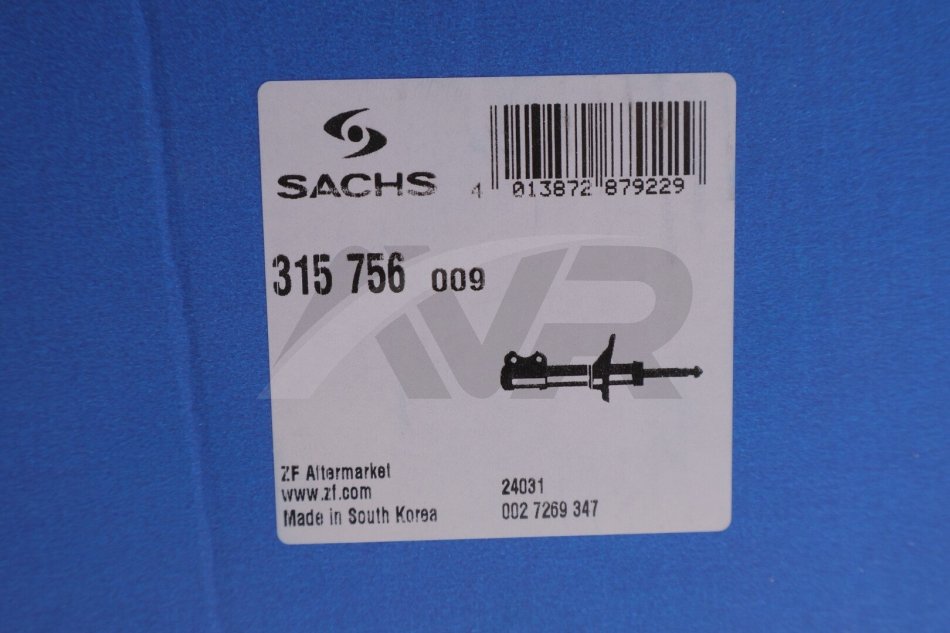 SACHS
4 013872 879229
315 756 009
AVR
ZF Aftermarket
www.zf.com
Made in South Korea
24031
002 7269 347